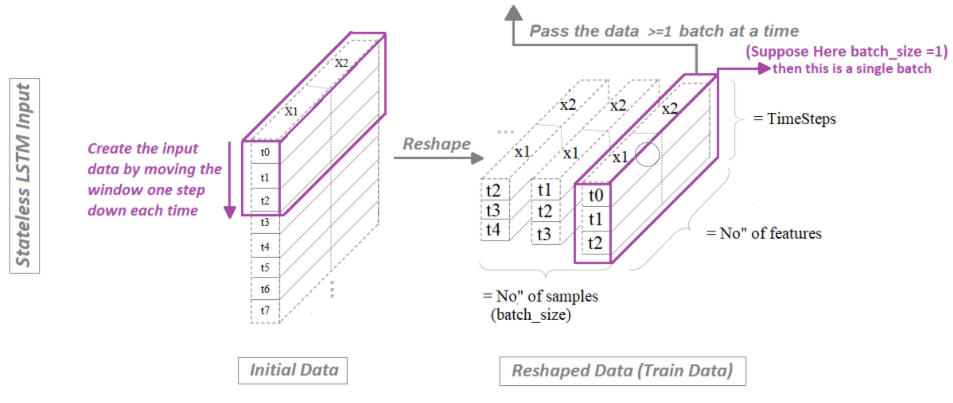 Stateless LSTM Input
Pass the data >=1 batch at a time
(Suppose Here batch_size =1)
then this is a single batch
X2
X1
Create the input
data by moving the
window one step
down each time
t0
t1
t2
t3
t4
t5
t6
t7
Reshape
...
x2
x2
x2
x1
x1
x1
t2
t3
t4
t1
t2
t3
t0
t1
t2
= TimeSteps
= No" of features
= No" of samples
(batch_size)
Initial Data
Reshaped Data (Train Data)